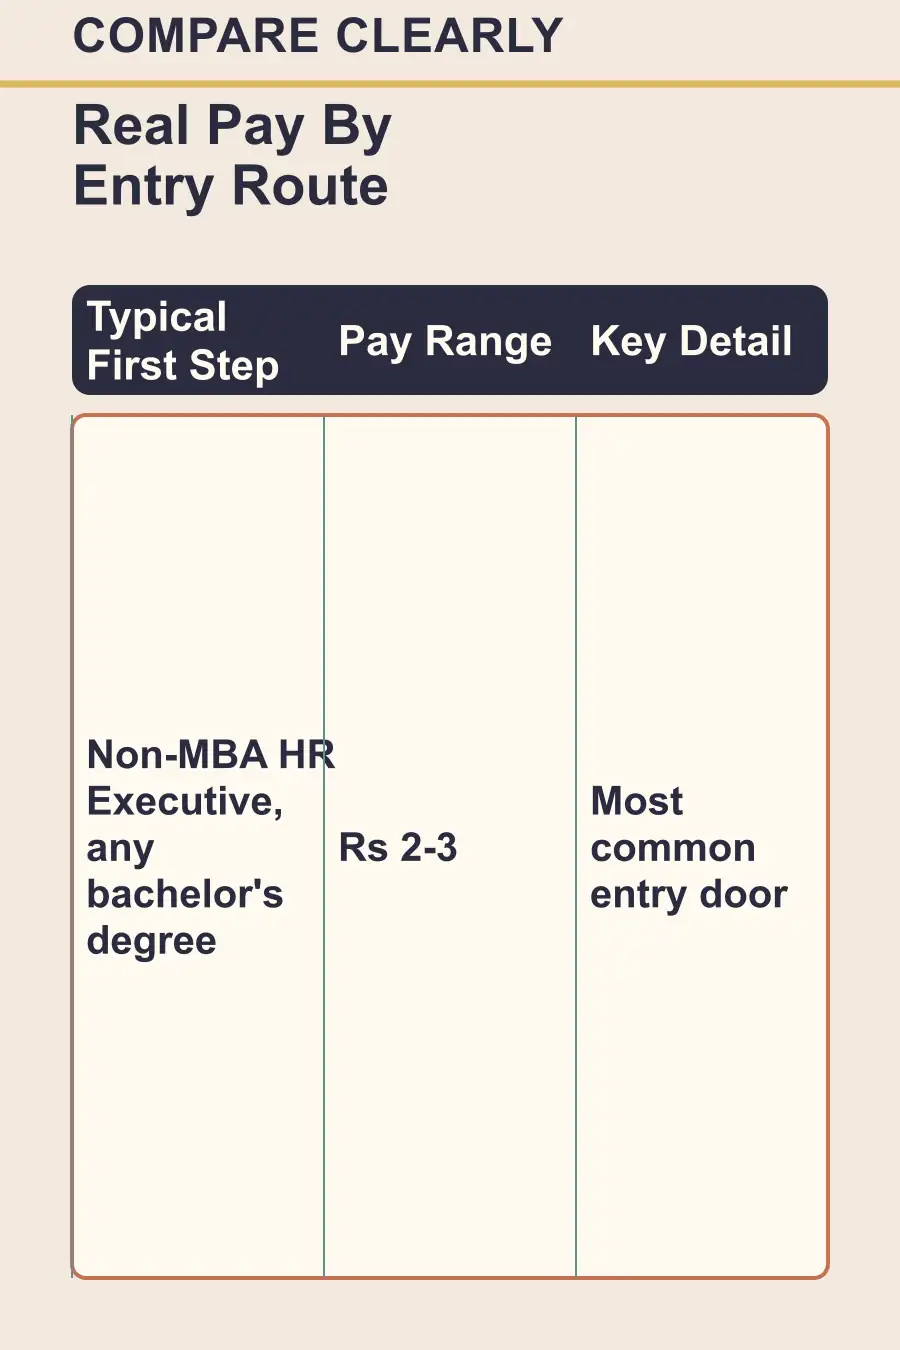 COMPARE CLEARLY
Real Pay By
Entry Route
Typical
First Step
Pay Range
Key Detail
Non-MBA HR
Executive,
any
bachelor's
degree
Rs 2-3
Most
common
entry door